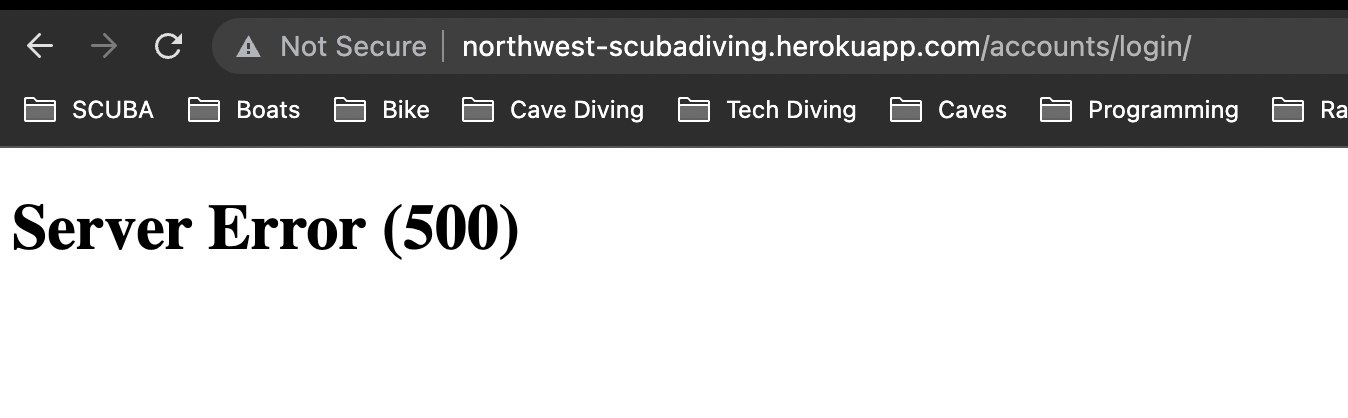 Not Secure northwest-scubadiving.herokuapp.com/accounts/login/
SCUBA Boats Bike Cave Diving Tech Diving Caves Programming Ra
Server Error (500)